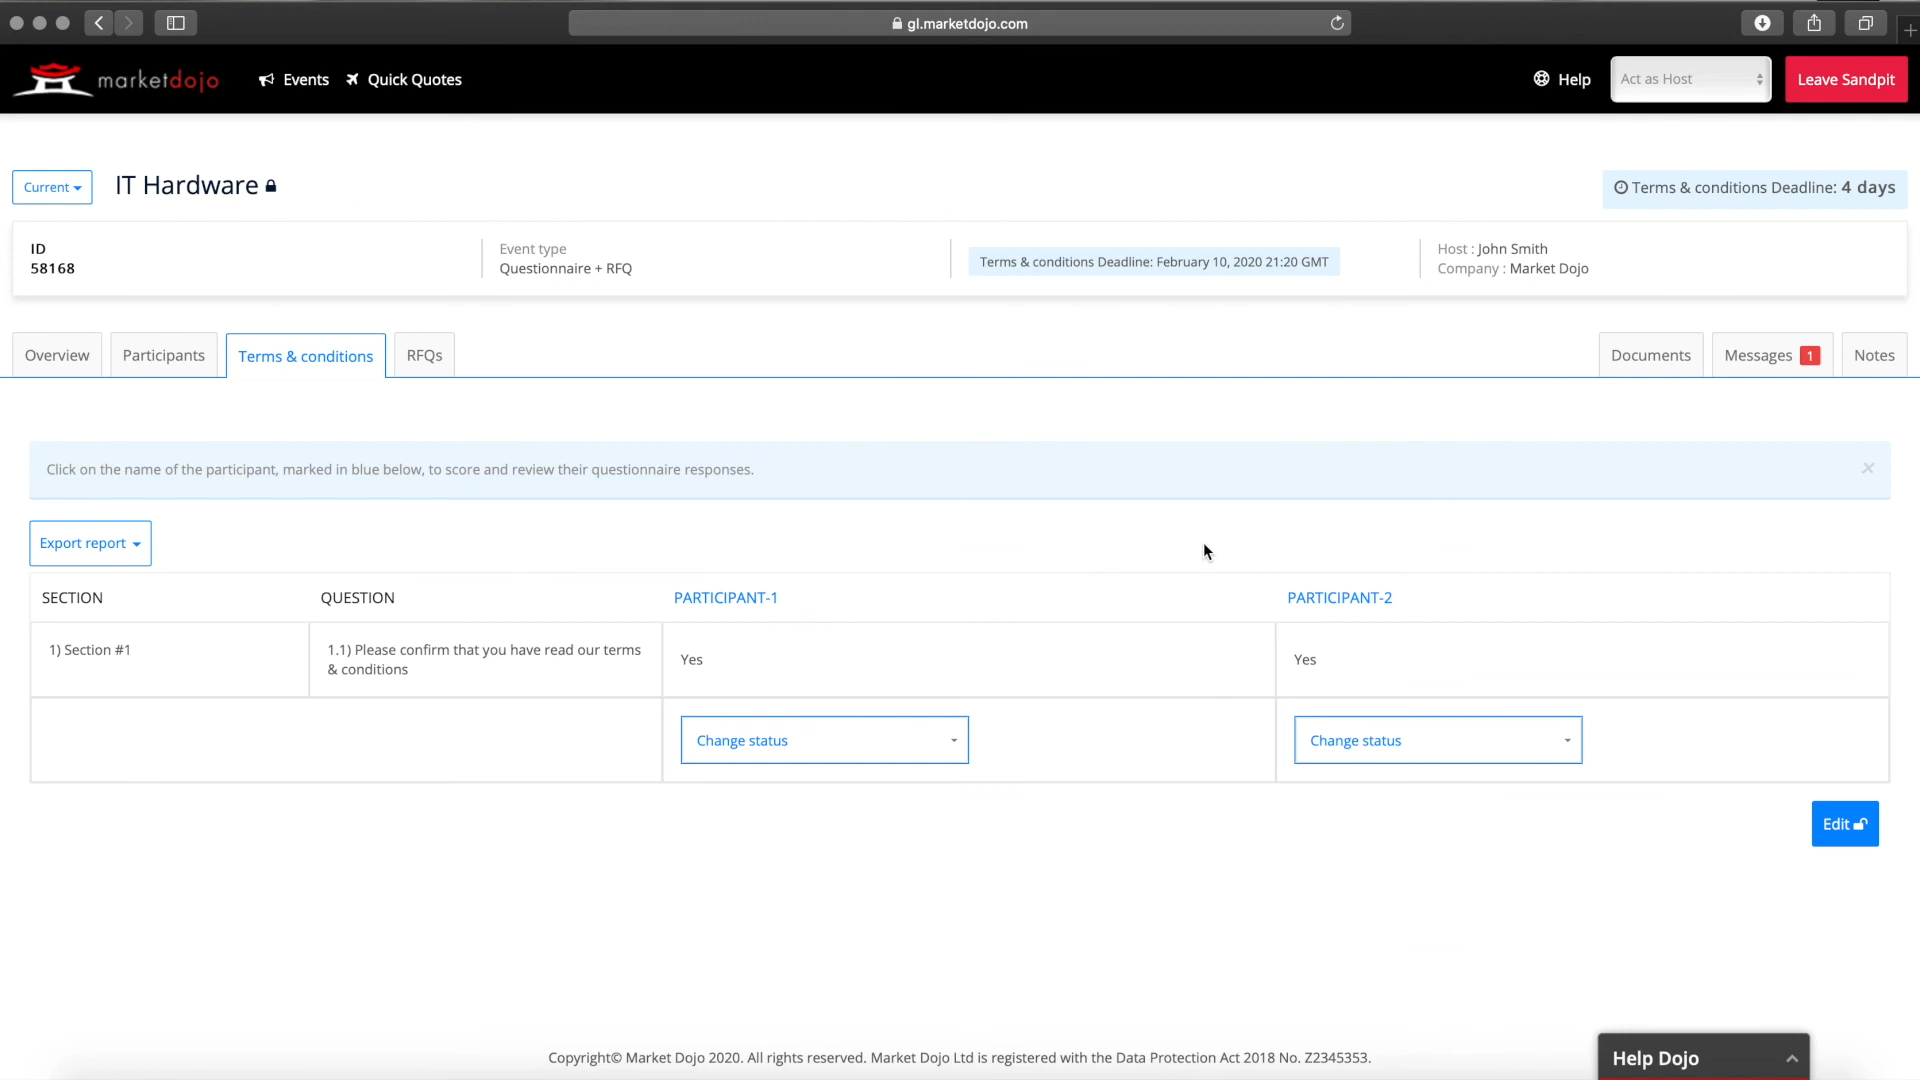 gl.marketdojo.com
marketdojo Events Quick Quotes Help Act as Host Leave Sandpit
Current IT Hardware Terms & conditions Deadline: 4 days
ID
58168
Event type
Questionnaire + RFQ
Terms & conditions Deadline: February 10, 2020 21:20 GMT
Host : John Smith
Company : Market Dojo
Overview Participants Terms & conditions RFQs Documents Messages 1 Notes
Click on the name of the participant, marked in blue below, to score and review their questionnaire responses.
Export report
SECTION QUESTION PARTICIPANT-1 PARTICIPANT-2
1) Section #1
1.1) Please confirm that you have read our terms
& conditions
Yes
Yes
Change status Change status
Edit
Copyright© Market Dojo 2020. All rights reserved. Market Dojo Ltd is registered with the Data Protection Act 2018 No. Z2345353.
Help Dojo